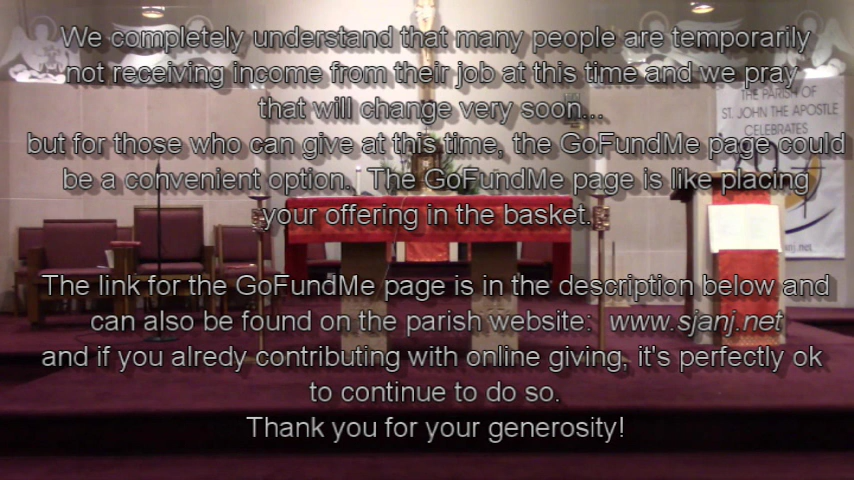 We completely understand that many people are temporarily
not receiving income from their job at this time and we pray
that will change very soon...
but for those who can give at this time, the GoFundMe page could
be a convenient option. The GoFundMe page is like placing
your offering in the basket.
The link for the GoFundMe page is in the description below and
can also be found on the parish website: www.sjanj.net
and if you alredy contributing with online giving, it's perfectly ok
to continue to do so.
Thank you for your generosity!
THE PARISH OF
ST. JOHN THE APOSTLE
CELEBRATES